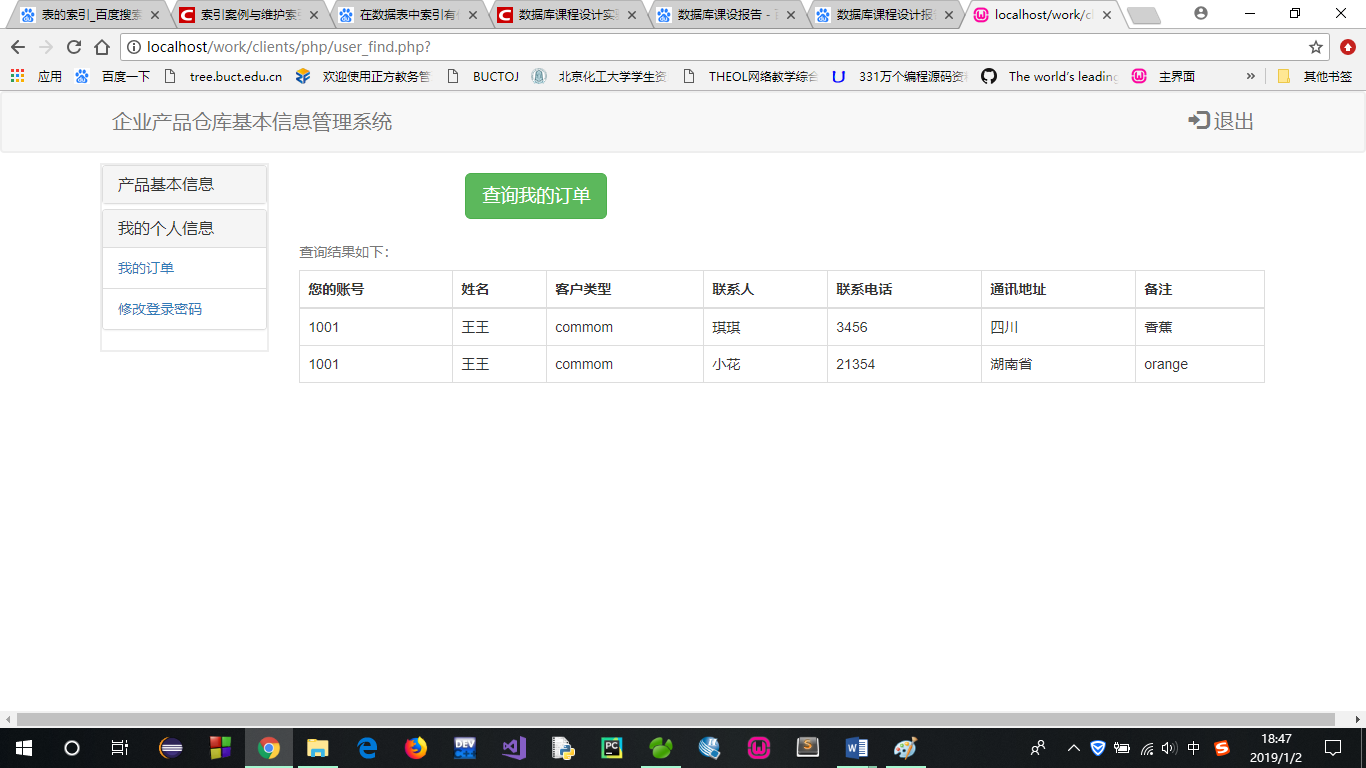 表的索引_百度搜索 索引案例与维护索引 在数据表中索引有什 数据库课程设计实 数据库课设报告 - 百 数据库课程设计报 localhost/work/cl
localhost/work/clients/php/user_find.php?
应用 百度一下 tree.buct.edu.cn 欢迎使用正方教务管 BUCTOJ 北京化工大学学生资 THEOL网络教学综合 331万个编程源码资 The world's leading 主界面 » 其他书签
企业产品仓库基本信息管理系统 退出
产品基本信息
我的个人信息
我的订单
修改登录密码
查询我的订单
查询结果如下：
您的账号 姓名 客户类型 联系人 联系电话 通讯地址 备注
1001 王王 commom 琪琪 3456 四川 香蕉
1001 王王 commom 小花 21354 湖南省 orange
DEV
PC
S
中
18:47
2019/1/2